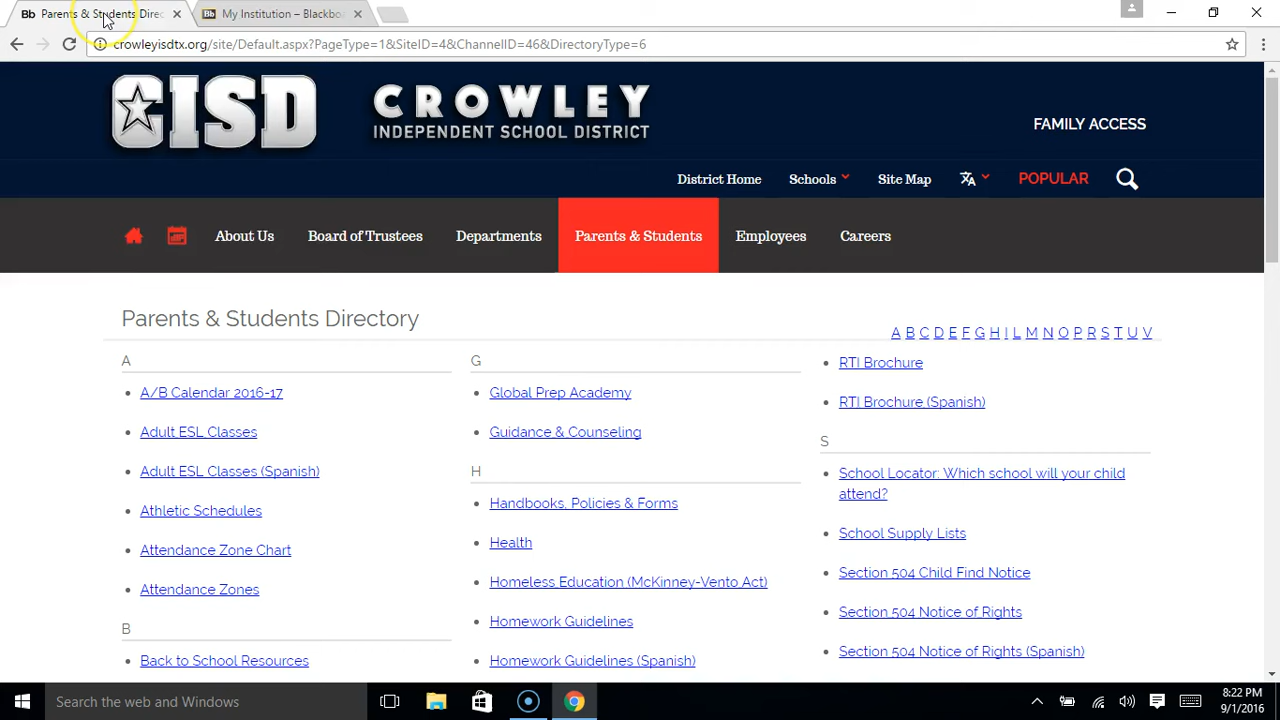 Bb Parents & Students Direc
Bb My Institution – Blackboa
crowleyisdtx.org/site/Default.aspx?PageType=1&SiteID=4&ChannelID=46&DirectoryType=6
CISD
CROWLEY
INDEPENDENT SCHOOL DISTRICT
FAMILY ACCESS
District Home Schools Site Map POPULAR
About Us Board of Trustees Departments Parents & Students Employees Careers
Parents & Students Directory
A B C D E F G H I L M N O P R S T U V
A
A/B Calendar 2016-17
Adult ESL Classes
Adult ESL Classes (Spanish)
Athletic Schedules
Attendance Zone Chart
Attendance Zones
B
Back to School Resources
G
Global Prep Academy
Guidance & Counseling
H
Handbooks, Policies & Forms
Health
Homeless Education (McKinney-Vento Act)
Homework Guidelines
Homework Guidelines (Spanish)
RTI Brochure
RTI Brochure (Spanish)
S
School Locator: Which school will your child
attend?
School Supply Lists
Section 504 Child Find Notice
Section 504 Notice of Rights
Section 504 Notice of Rights (Spanish)
Search the web and Windows
8:22 PM
9/1/2016